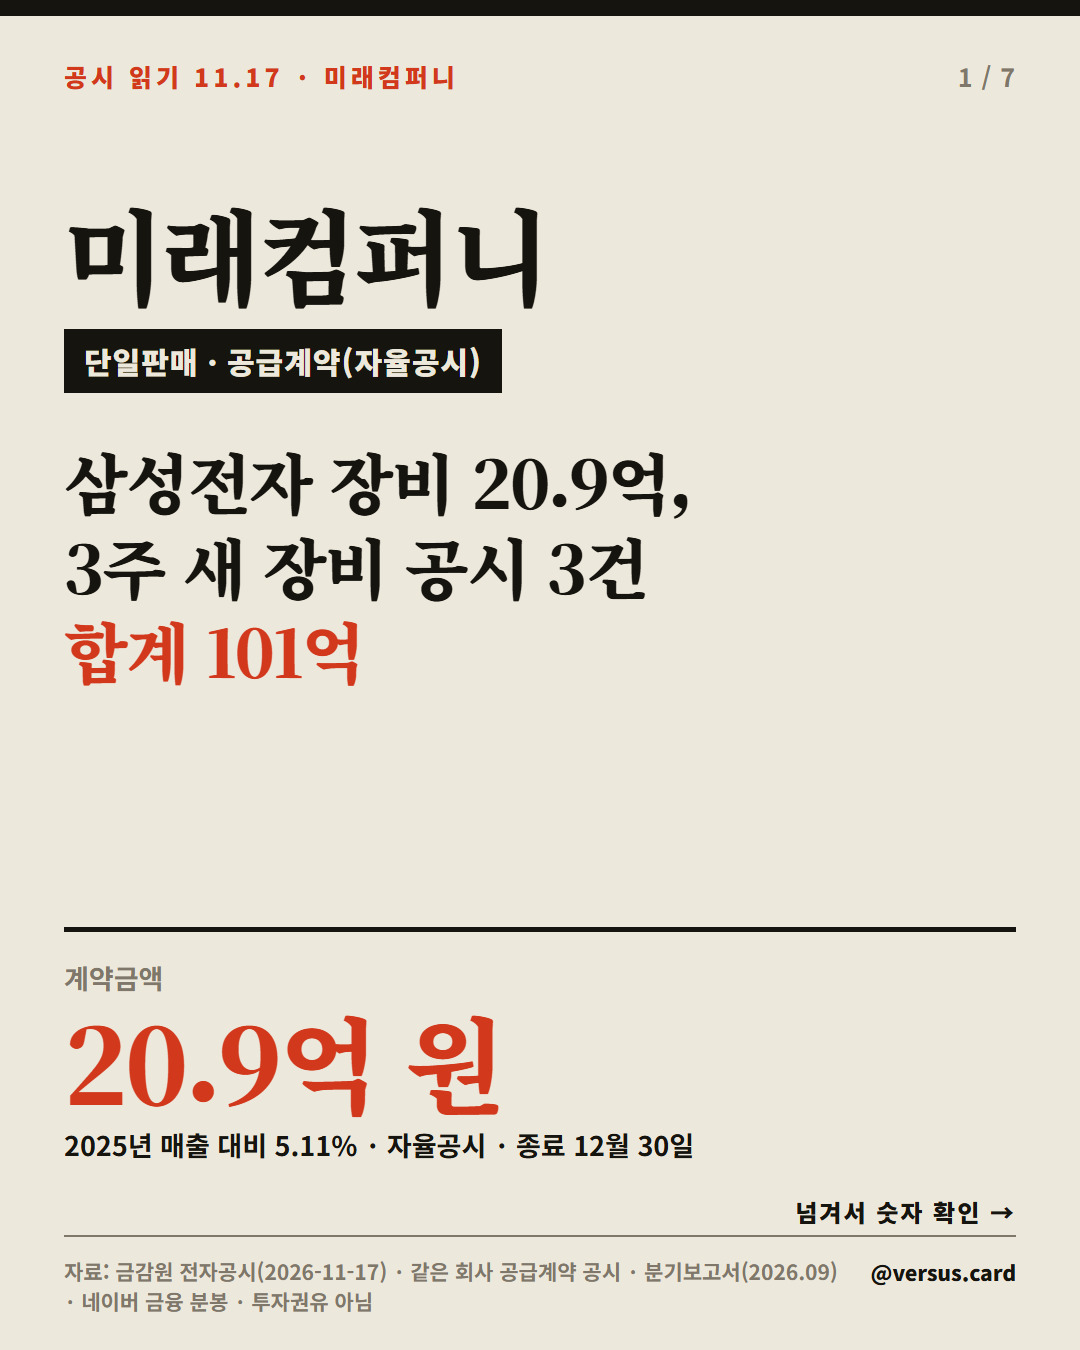 공시 읽기 11.17 · 미래컴퍼니
1 / 7
미래컴퍼니
단일판매 · 공급계약(자율공시)
삼성전자 장비 20.9억,
3주 새 장비 공시 3건
합계 101억
계약금액
20.9억 원
2025년 매출 대비 5.11% · 자율공시 · 종료 12월 30일
넘겨서 숫자 확인 →
자료: 금감원 전자공시(2026-11-17) · 같은 회사 공급계약 공시 · 분기보고서(2026.09)
· 네이버 금융 분봉 · 투자권유 아님
@versus.card